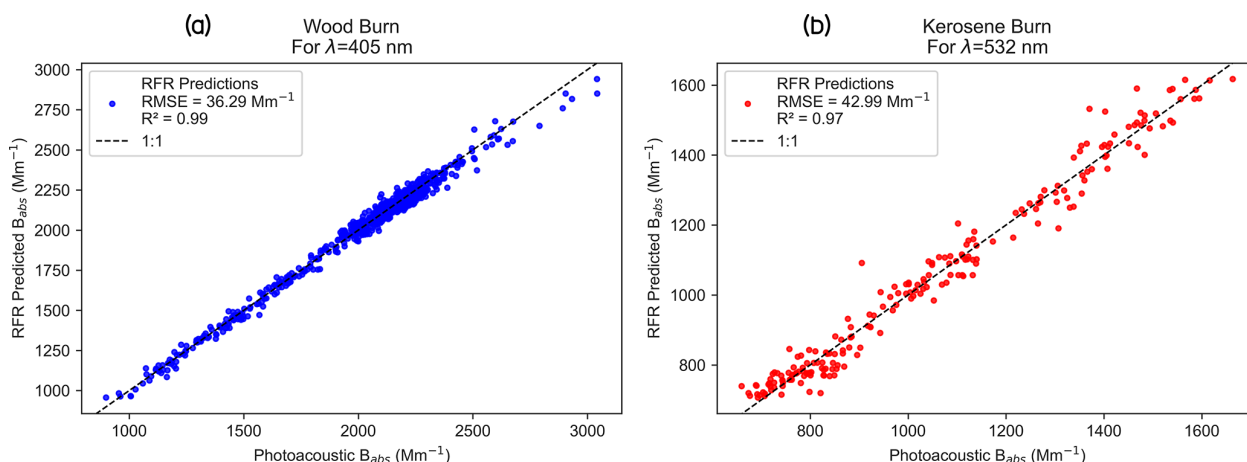 (a)
Wood Burn
For λ=405 nm
RFR Predictions
RMSE = 36.29 Mm⁻¹
R² = 0.99
1:1
RFR Predicted B_abs (Mm⁻¹)
3000
2750
2500
2250
2000
1750
1500
1250
1000
1000
1500
2000
2500
3000
Photoacoustic B_abs (Mm⁻¹)
(b)
Kerosene Burn
For λ=532 nm
RFR Predictions
RMSE = 42.99 Mm⁻¹
R² = 0.97
1:1
RFR Predicted B_abs (Mm⁻¹)
1600
1400
1200
1000
800
800
1000
1200
1400
1600
Photoacoustic B_abs (Mm⁻¹)